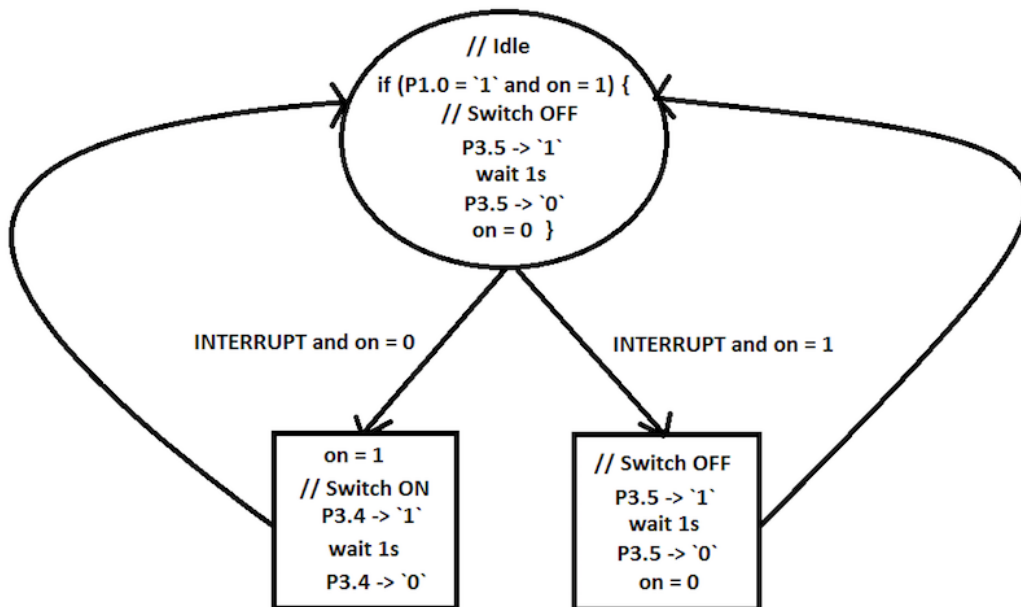 // Idle
if (P1.0 = `1` and on = 1) {
// Switch OFF
P3.5 -> `1`
wait 1s
P3.5 -> `0`
on = 0 }
INTERRUPT and on = 0
INTERRUPT and on = 1
on = 1
// Switch ON
P3.4 -> `1`
wait 1s
P3.4 -> `0`
// Switch OFF
P3.5 -> `1`
wait 1s
P3.5 -> `0`
on = 0